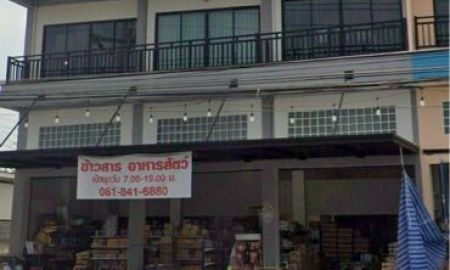 ข้าวสาร อาหารสัตว์
เปิดทุกวัน 7.00-19.00 น.
061-641-6880